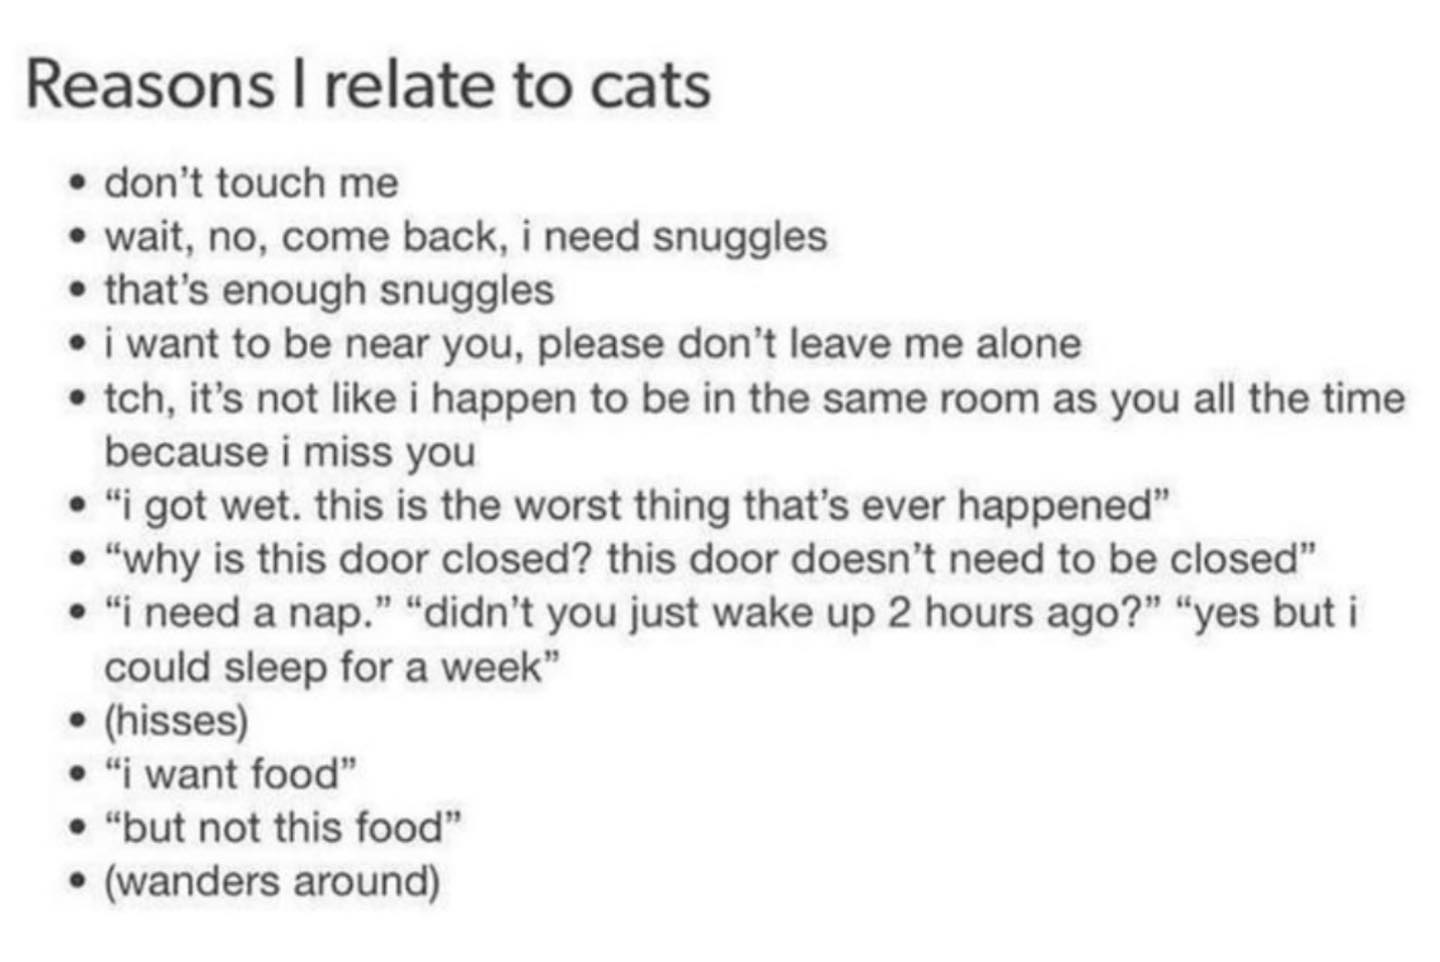 Reasons I relate to cats
• don’t touch me
• wait, no, come back, i need snuggles
• that’s enough snuggles
• i want to be near you, please don’t leave me alone
• tch, it’s not like i happen to be in the same room as you all the time
because i miss you
• “i got wet. this is the worst thing that’s ever happened”
• “why is this door closed? this door doesn’t need to be closed”
• “i need a nap.” “didn’t you just wake up 2 hours ago?” “yes but i
could sleep for a week”
• (hisses)
• “i want food”
• “but not this food”
• (wanders around)